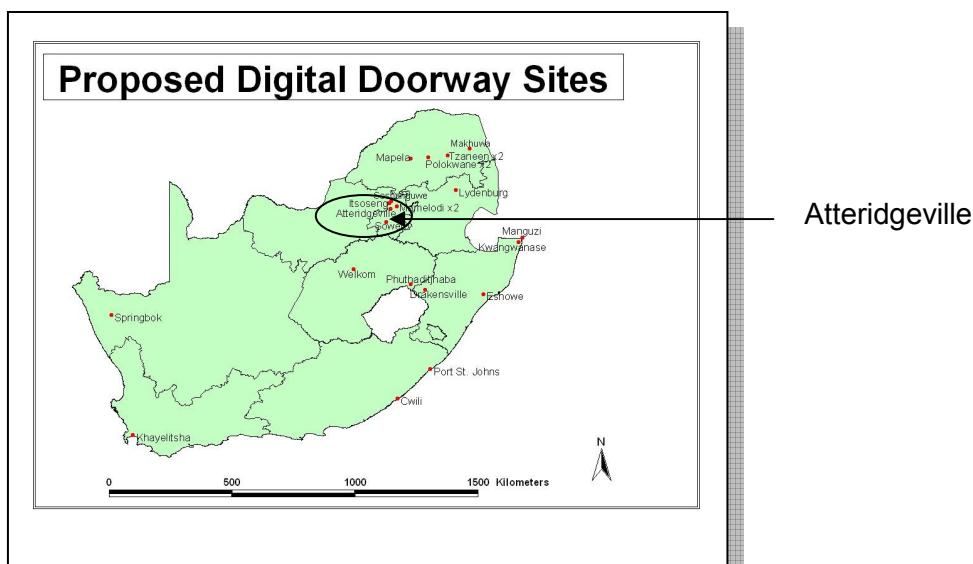 Proposed Digital Doorway Sites
Makhuwa
Mapela
Tzaneen x2
Polokwane x2
Lydenburg
Itsoseng
Mamelodi x2
Atteridgeville
Soweto
Atteridgeville
Manguzi
Kwangwanase
Welkom
Phuthaditjhaba
Drakensville
Eshowe
Springbok
Port St. Johns
Cwili
Khayelitsha
N
0 500 1000 1500 Kilometers